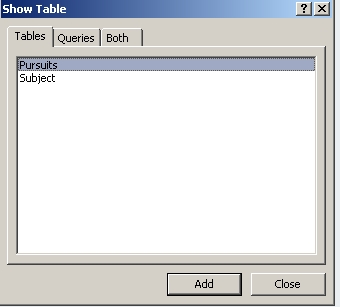 Show Table
Tables Queries Both
Pursuits
Subject
Add Close